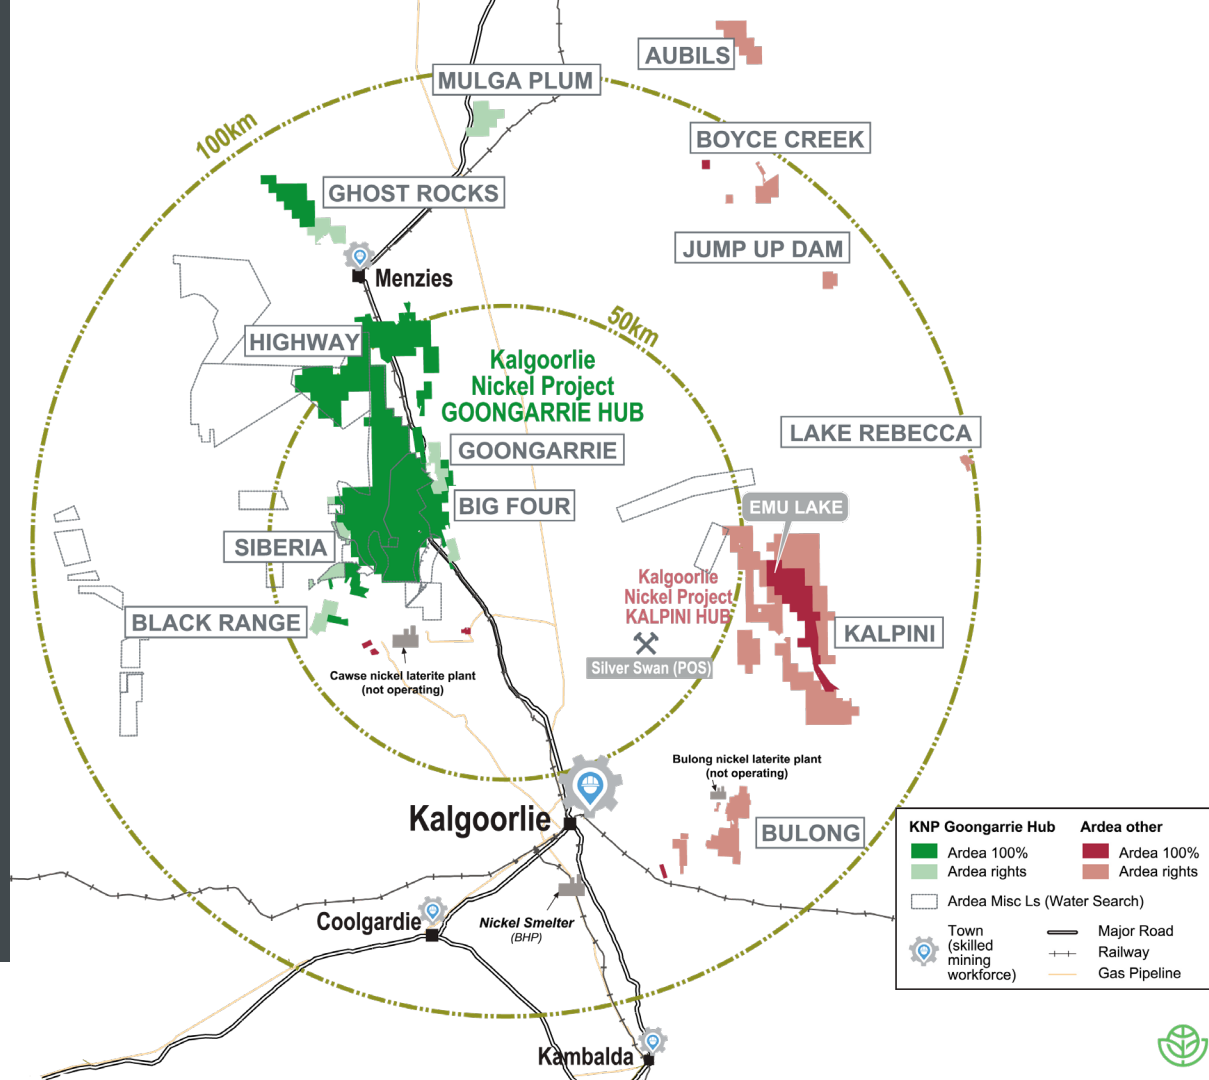 AUBILS
MULGA PLUM
100km
BOYCE CREEK
GHOST ROCKS
JUMP UP DAM
Menzies
50km
HIGHWAY
Kalgoorlie
Nickel Project
GOONGARRIE HUB
LAKE REBECCA
GOONGARRIE
BIG FOUR
EMU LAKE
SIBERIA
Kalgoorlie
Nickel Project
KALPINI HUB
BLACK RANGE
KALPINI
Silver Swan (POS)
Cawse nickel laterite plant
(not operating)
Bulong nickel laterite plant
(not operating)
Kalgoorlie
BULONG
Coolgardie
Nickel Smelter
(BHP)
Kambalda
KNP Goongarrie Hub
Ardea other
Ardea 100%
Ardea 100%
Ardea rights
Ardea rights
Ardea Misc Ls (Water Search)
Town
(skilled
mining
workforce)
Major Road
Railway
Gas Pipeline